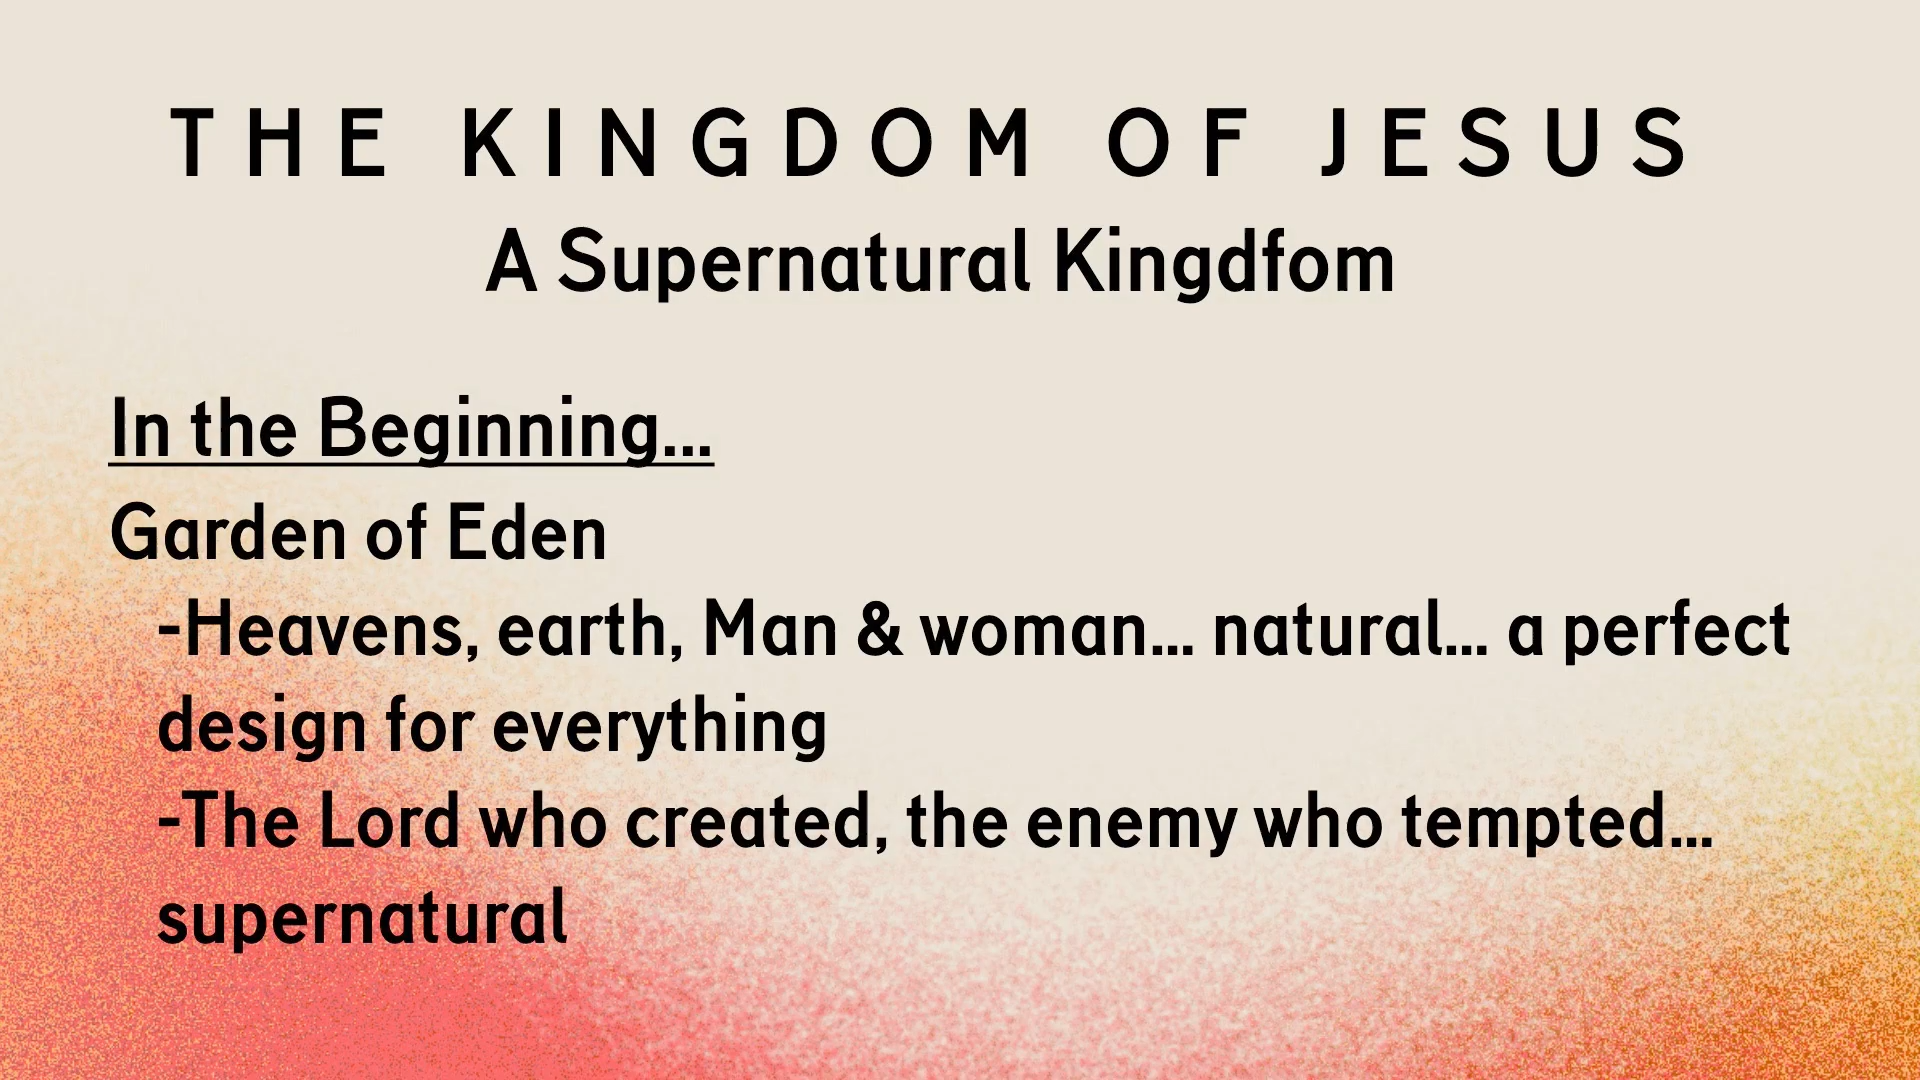 THE KINGDOM OF JESUS
A Supernatural Kingdfom
In the Beginning...
Garden of Eden
-Heavens, earth, Man & woman... natural... a perfect
design for everything
-The Lord who created, the enemy who tempted...
supernatural